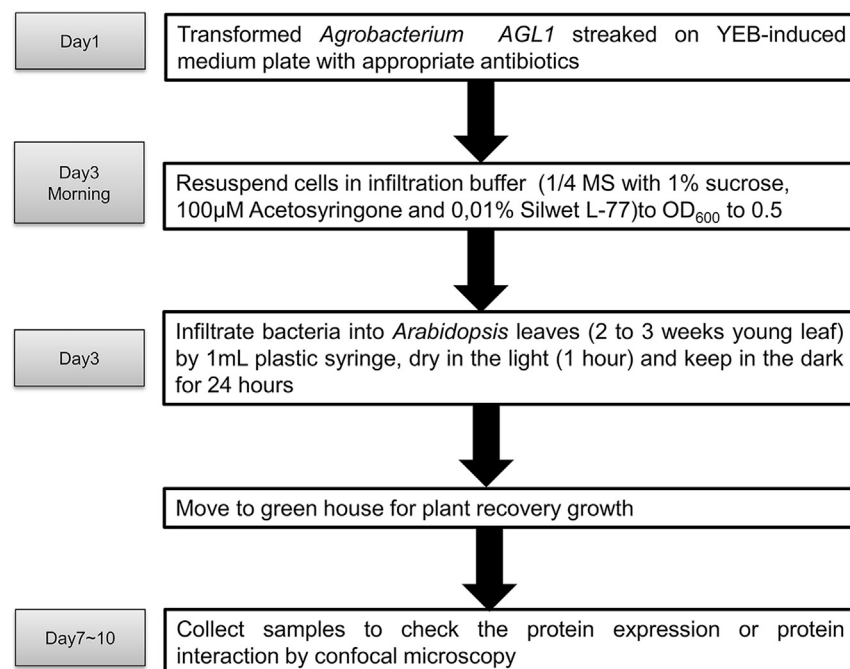 Day1
Transformed Agrobacterium AGL1 streaked on YEB-induced
medium plate with appropriate antibiotics
Day3
Morning
Resuspend cells in infiltration buffer (1/4 MS with 1% sucrose,
100µM Acetosyringone and 0,01% Silwet L-77)to OD600 to 0.5
Day3
Infiltrate bacteria into Arabidopsis leaves (2 to 3 weeks young leaf)
by 1mL plastic syringe, dry in the light (1 hour) and keep in the dark
for 24 hours
Move to green house for plant recovery growth
Day7~10
Collect samples to check the protein expression or protein
interaction by confocal microscopy